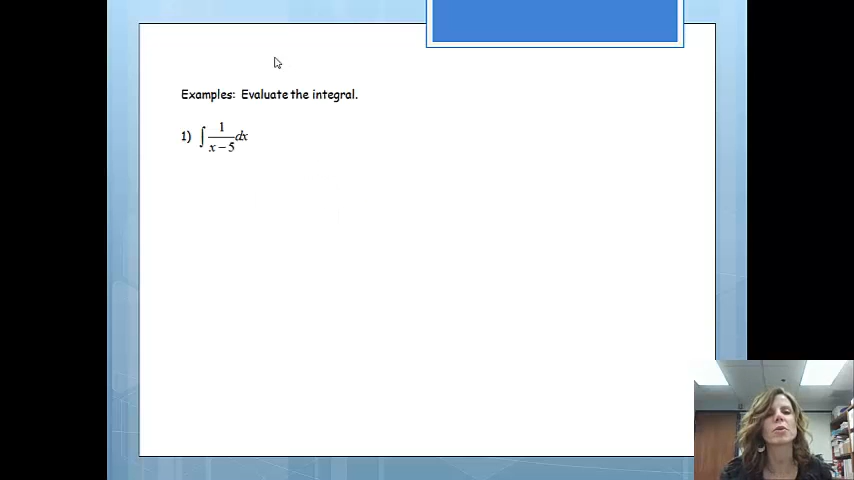 Examples: Evaluate the integral.
1) ∫ 1/(x − 5) dx